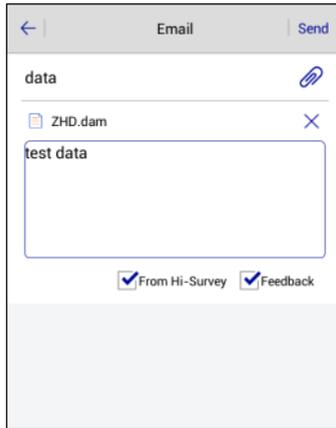 Email
Send
data
ZHD.dam
test data
From Hi-Survey
Feedback